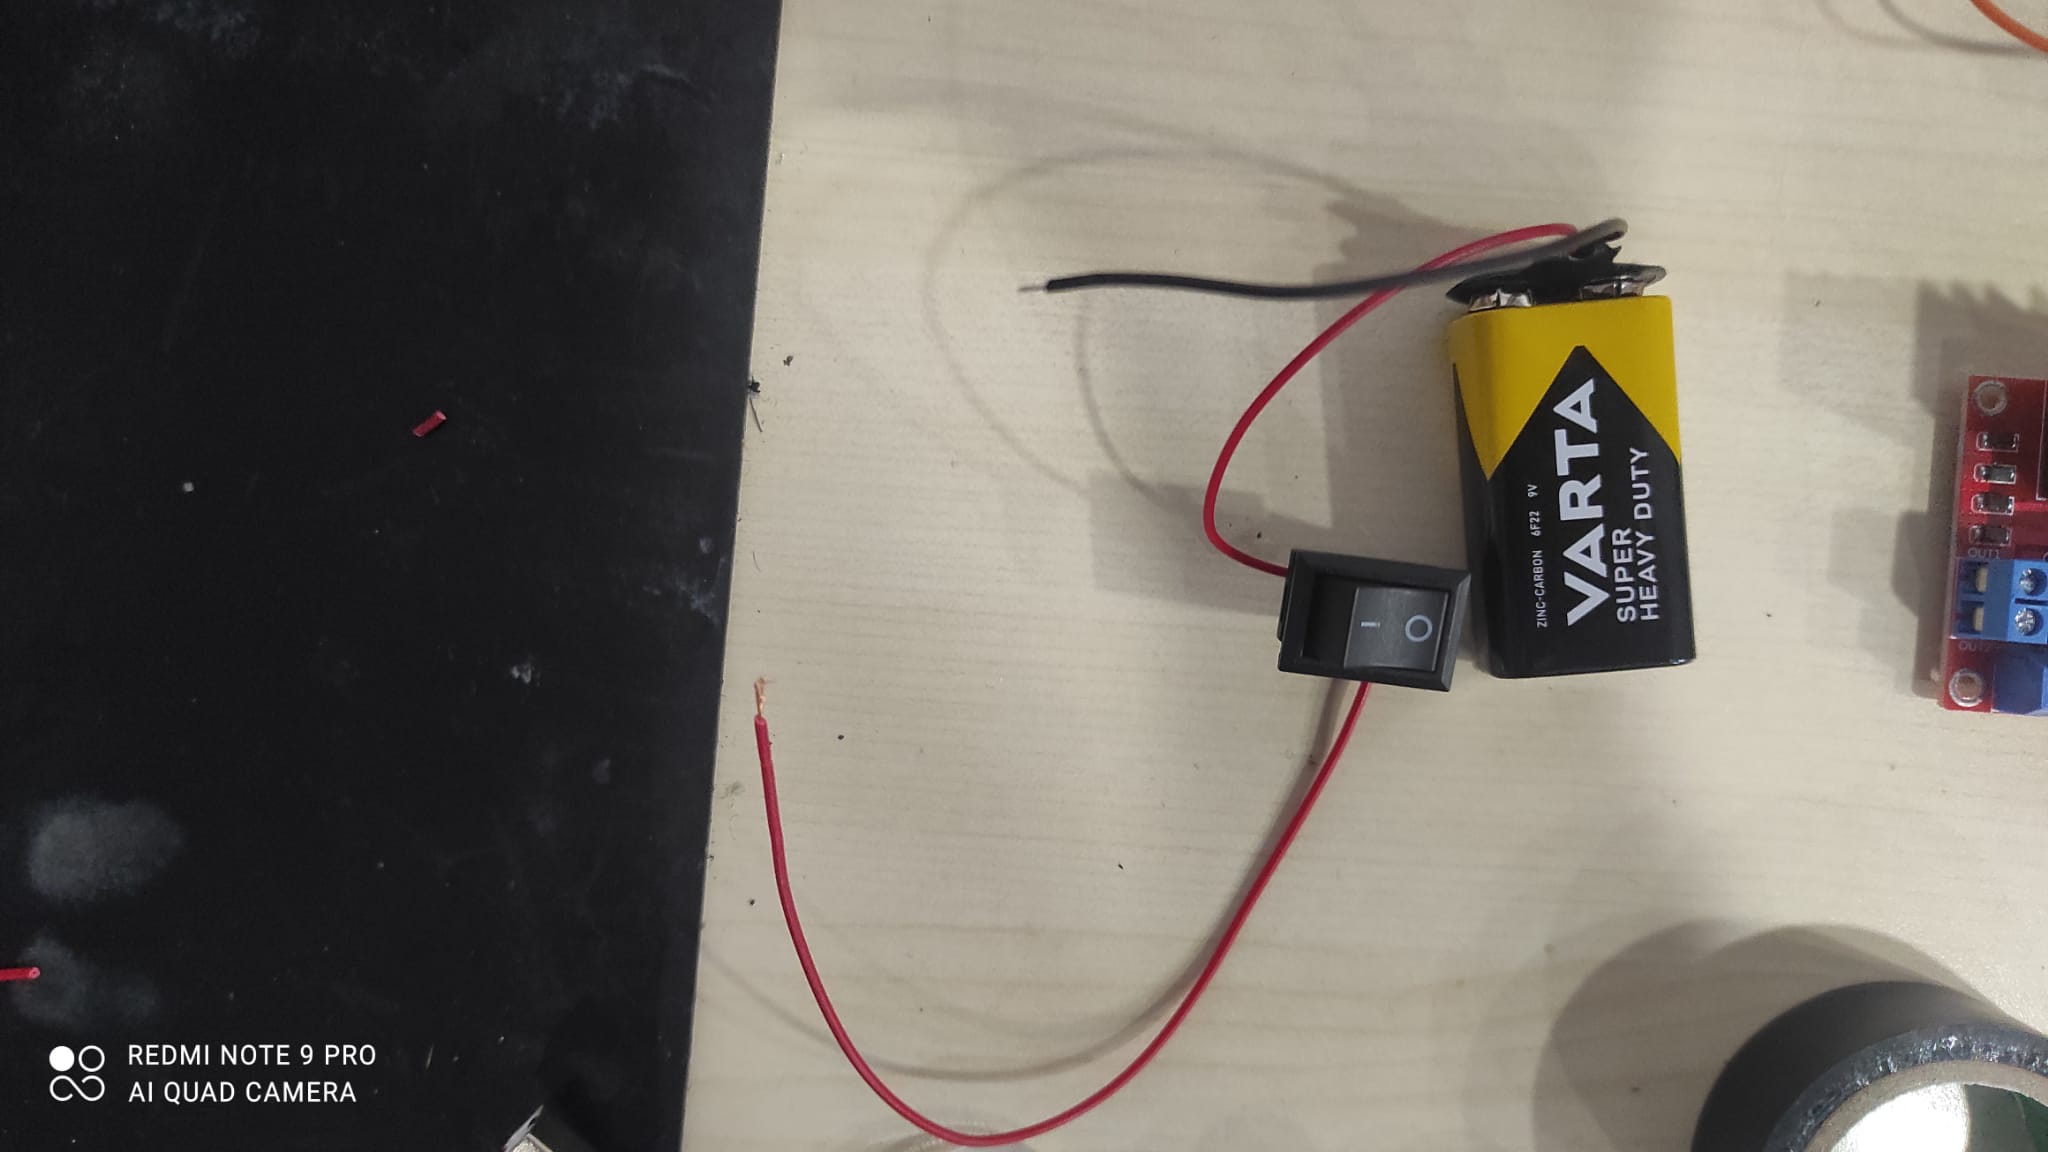 ZINC-CARBON 6F22 9V
VARTA
SUPER
HEAVY DUTY
I O
OUT1
OUT2
REDMI NOTE 9 PRO
AI QUAD CAMERA